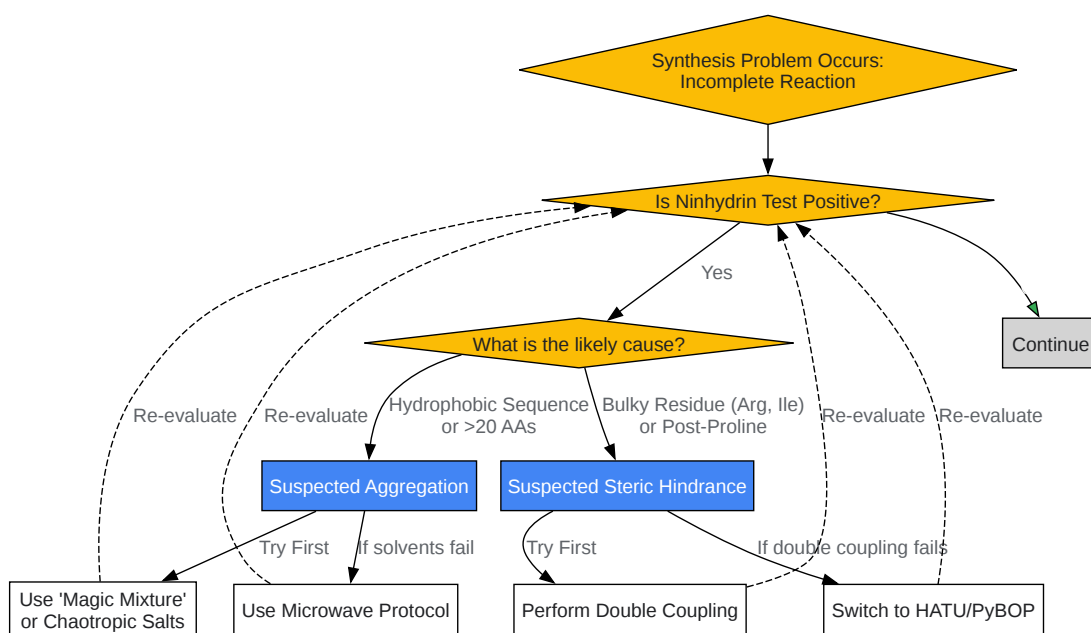 Synthesis Problem Occurs:
Incomplete Reaction
Is Ninhydrin Test Positive?
Yes
What is the likely cause?
Continue
Re-evaluate
Re-evaluate
Hydrophobic Sequence
or >20 AAs
Bulky Residue (Arg, Ile)
or Post-Proline
Re-evaluate
Re-evaluate
Suspected Aggregation
Suspected Steric Hindrance
Try First
If solvents fail
Try First
If double coupling fails
Use 'Magic Mixture'
or Chaotropic Salts
Use Microwave Protocol
Perform Double Coupling
Switch to HATU/PyBOP